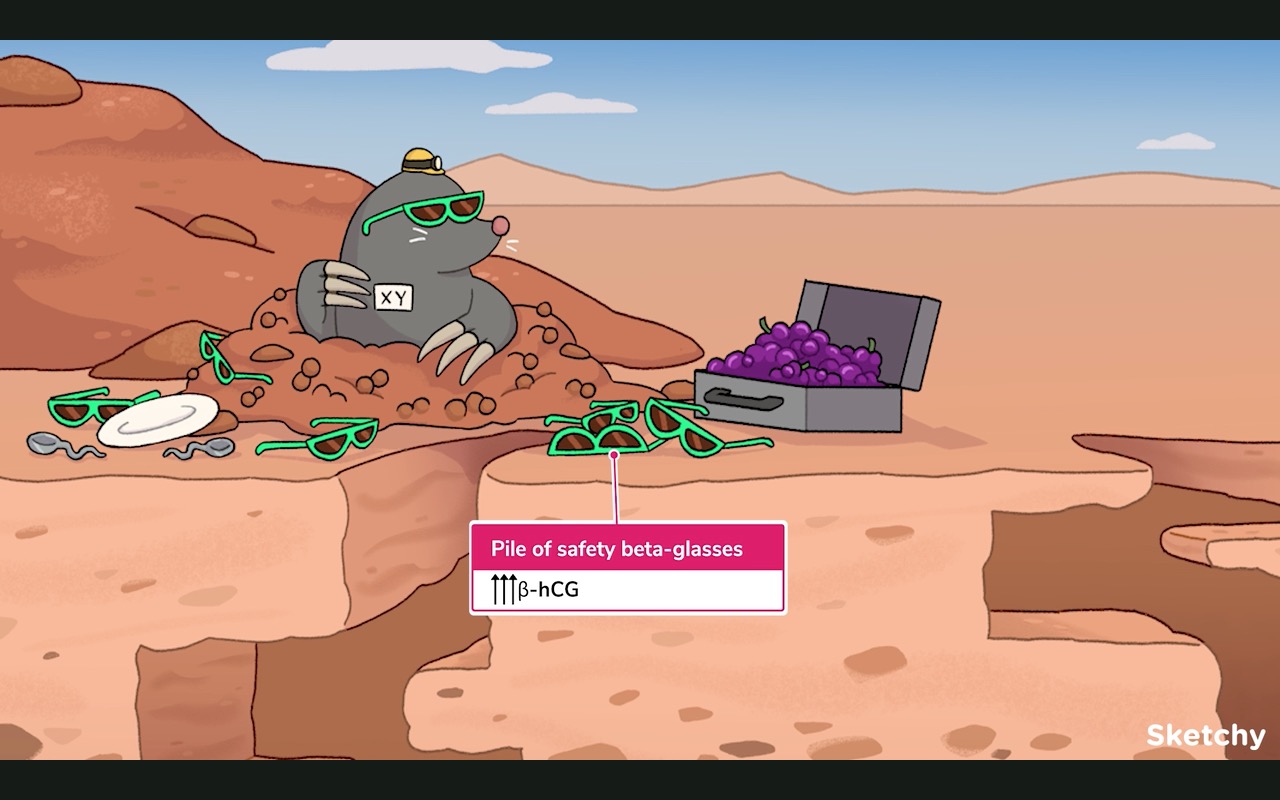 XY
Pile of safety beta-glasses
↑↑↑β-hCG
Sketchy